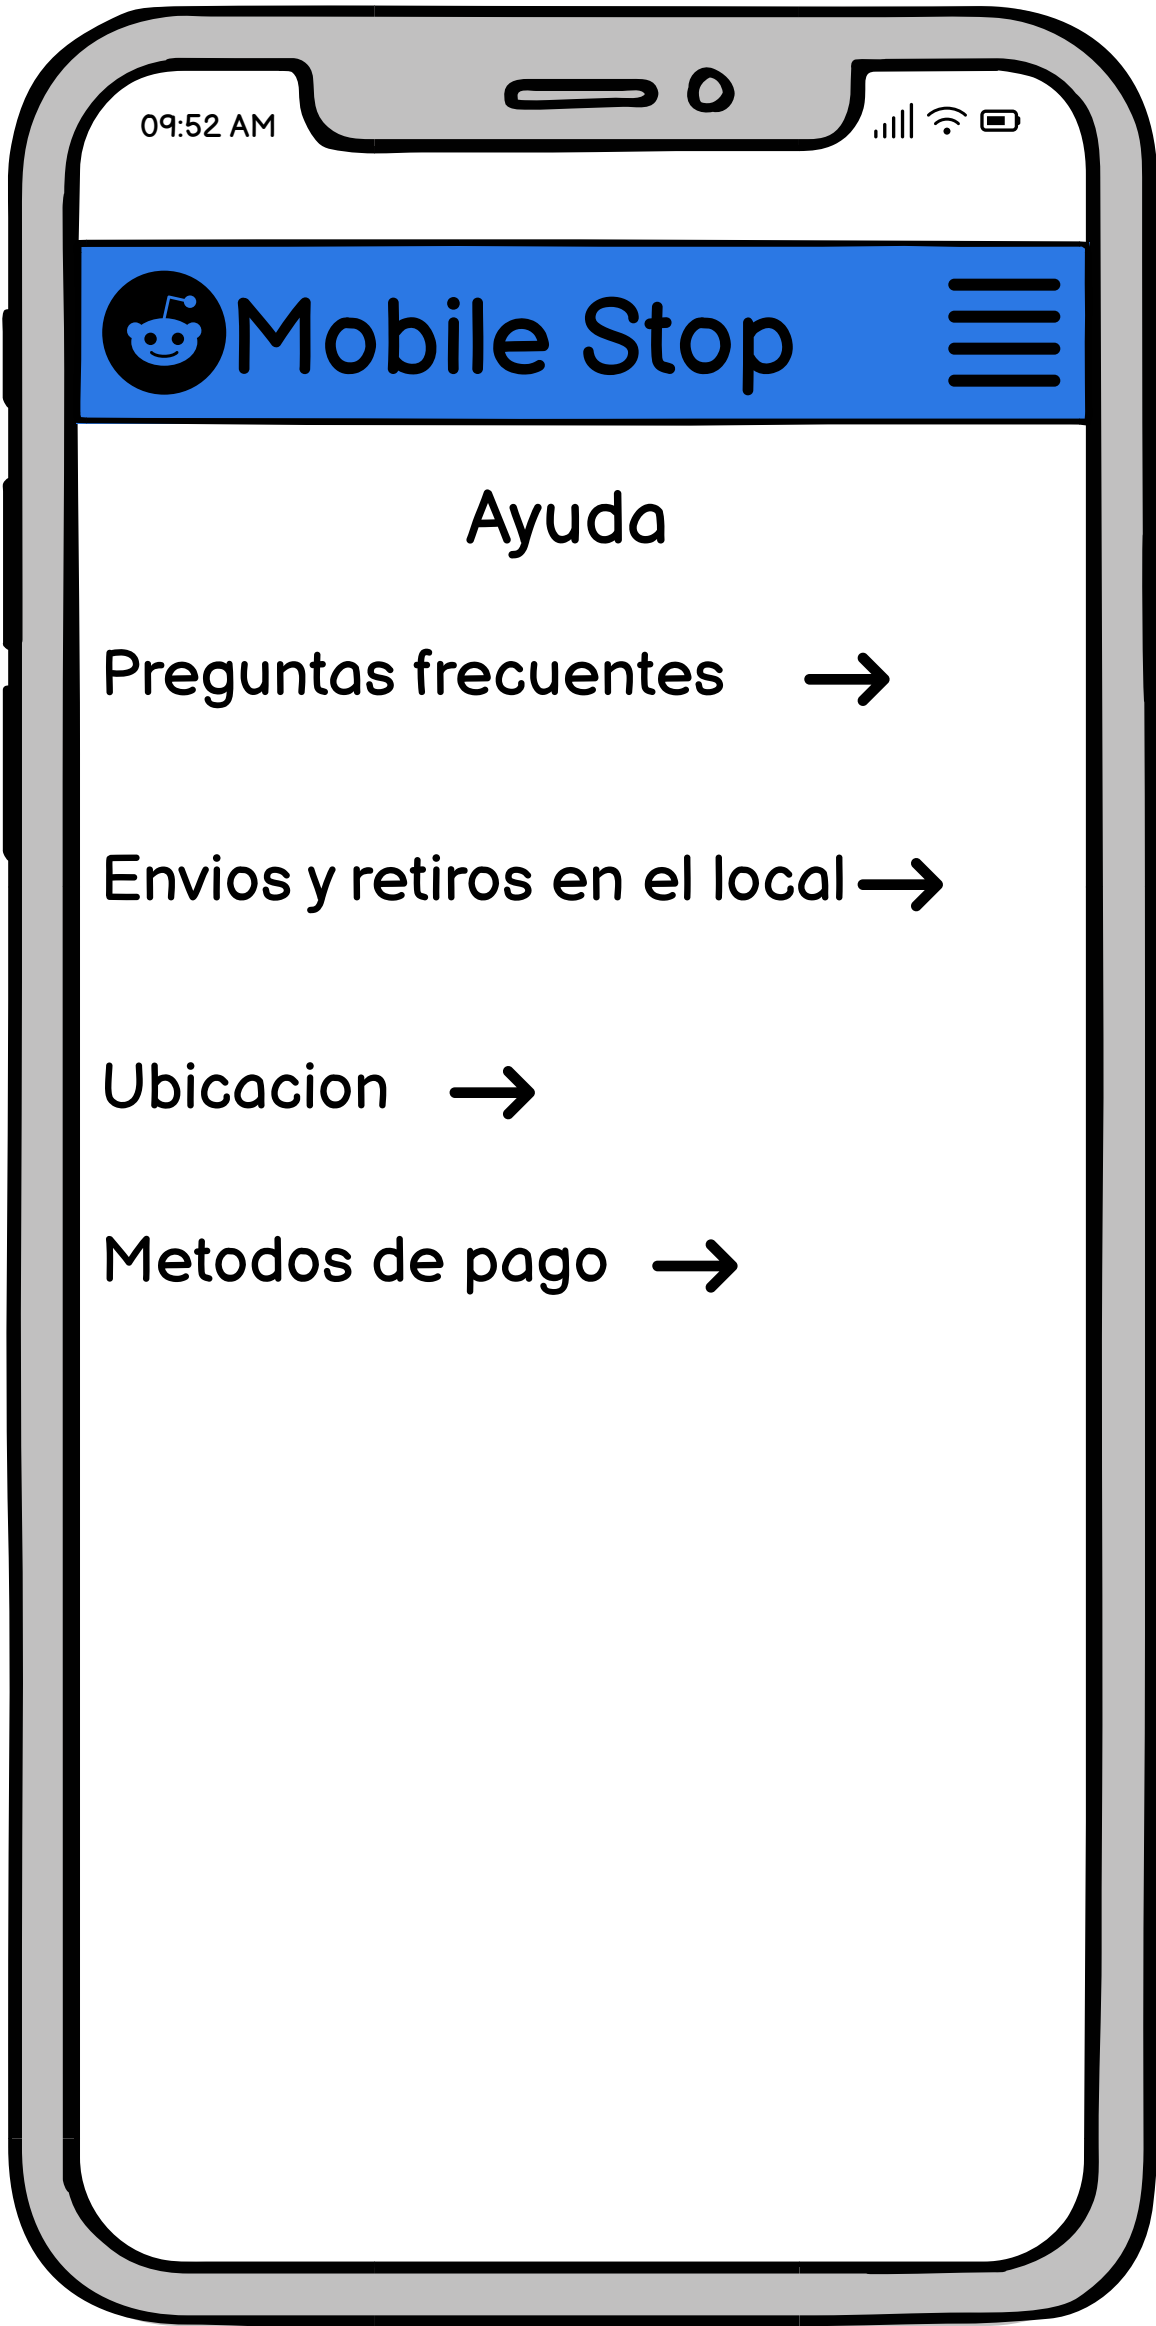 09:52 AM
Mobile Stop
Ayuda
Preguntas frecuentes
Envios y retiros en el local
Ubicacion
Metodos de pago